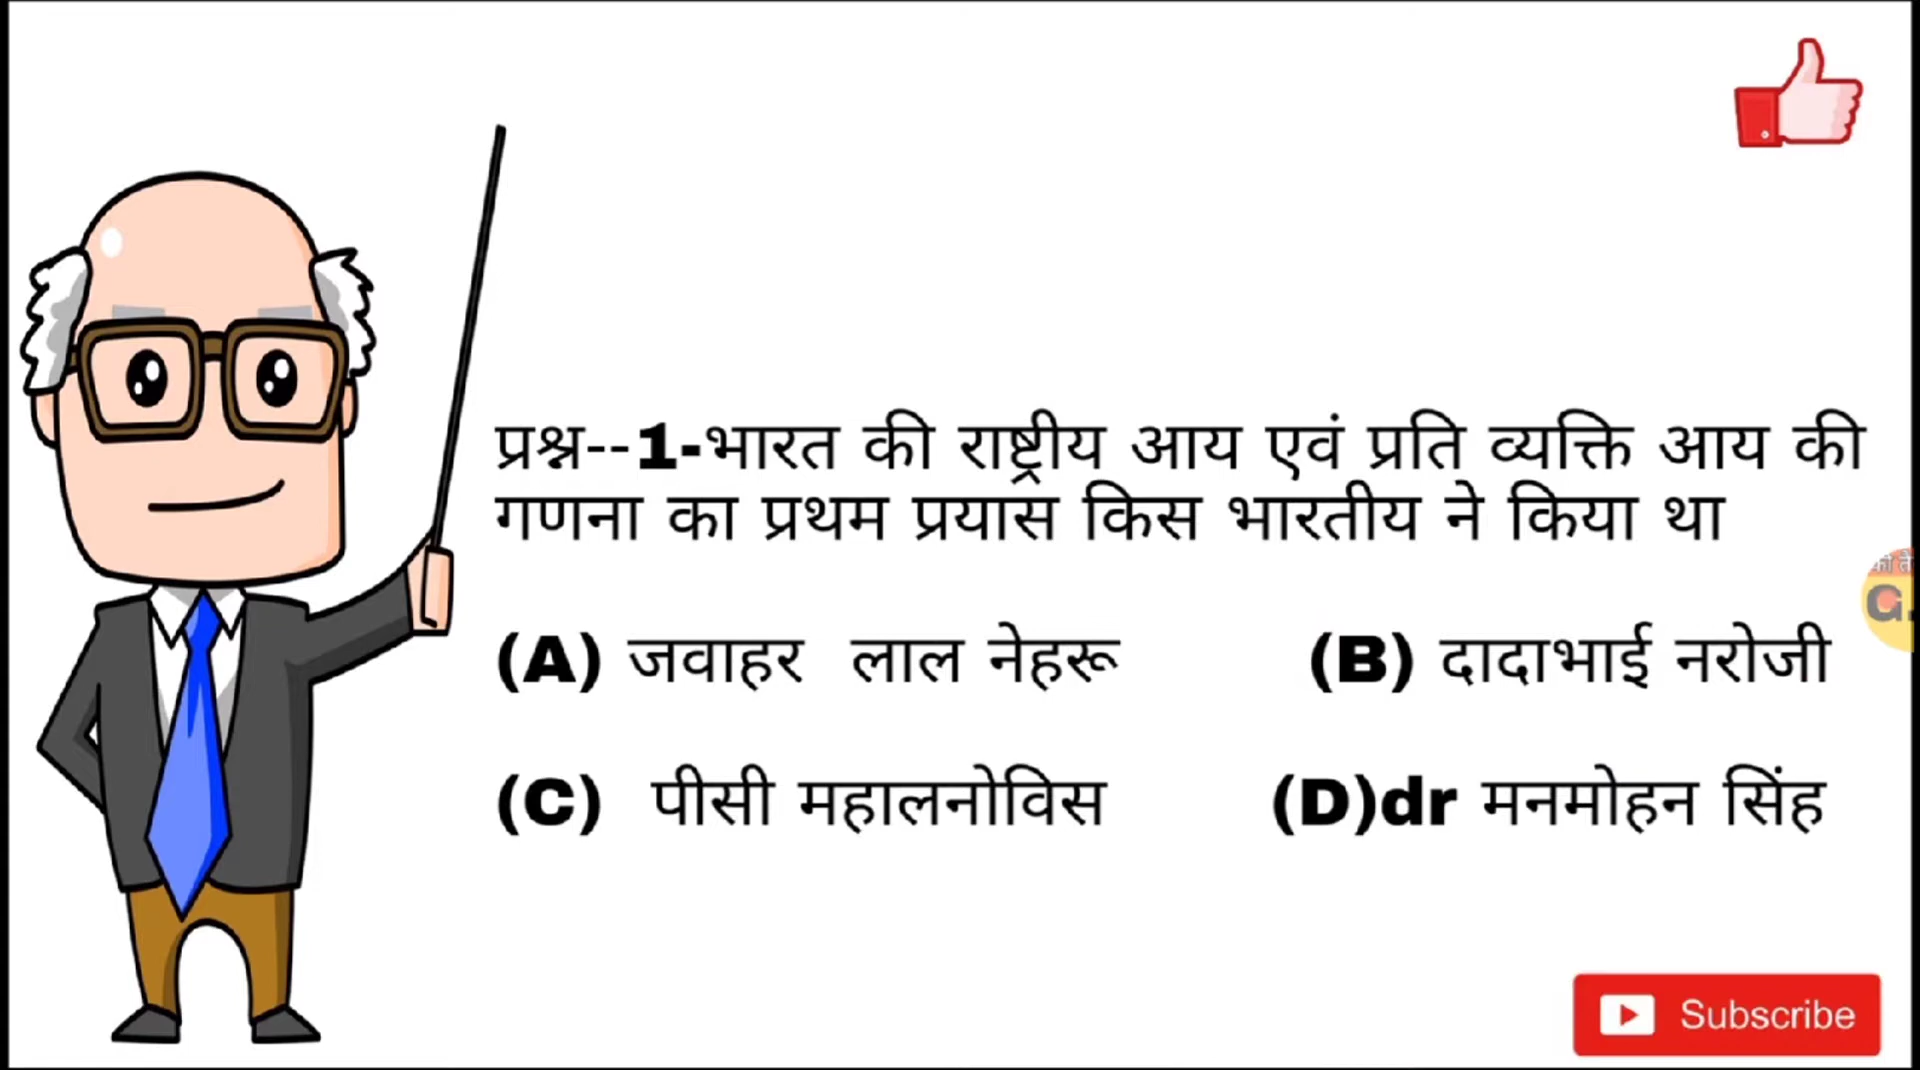 प्रश्न--1-भारत की राष्ट्रीय आय एवं प्रति व्यक्ति आय की
गणना का प्रथम प्रयास किस भारतीय ने किया था
(A) जवाहर लाल नेहरू (B) दादाभाई नरोजी
(C) पीसी महालनोविस (D)dr मनमोहन सिंह
Subscribe